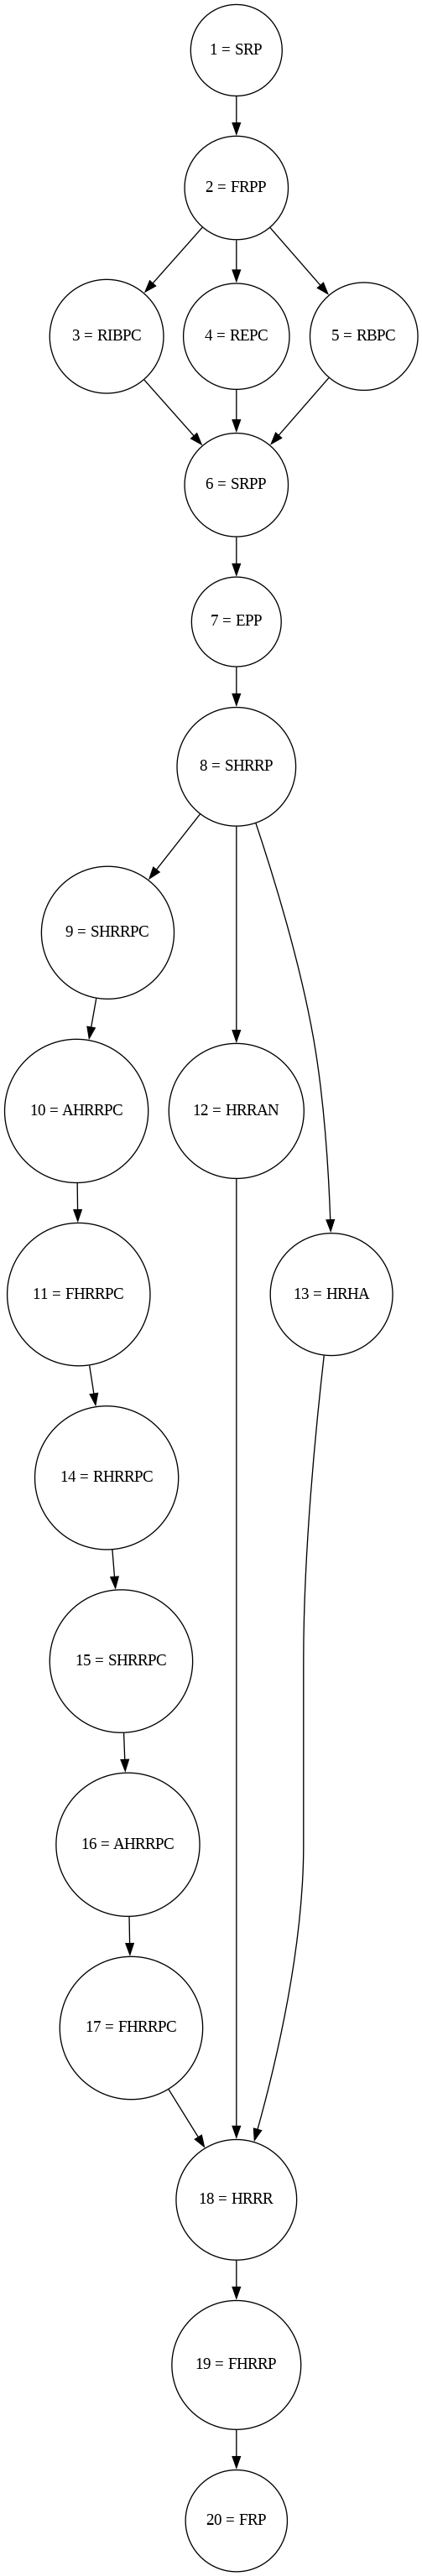 1 = SRP
2 = FRPP
3 = RIBPC
4 = REPC
5 = RBPC
6 = SRPP
7 = EPP
8 = SHRRP
9 = SHRRPC
10 = AHRRPC
12 = HRRAN
11 = FHRRPC
13 = HRHA
14 = RHRRPC
15 = SHRRPC
16 = AHRRPC
17 = FHRRPC
18 = HRRR
19 = FHRRP
20 = FRP